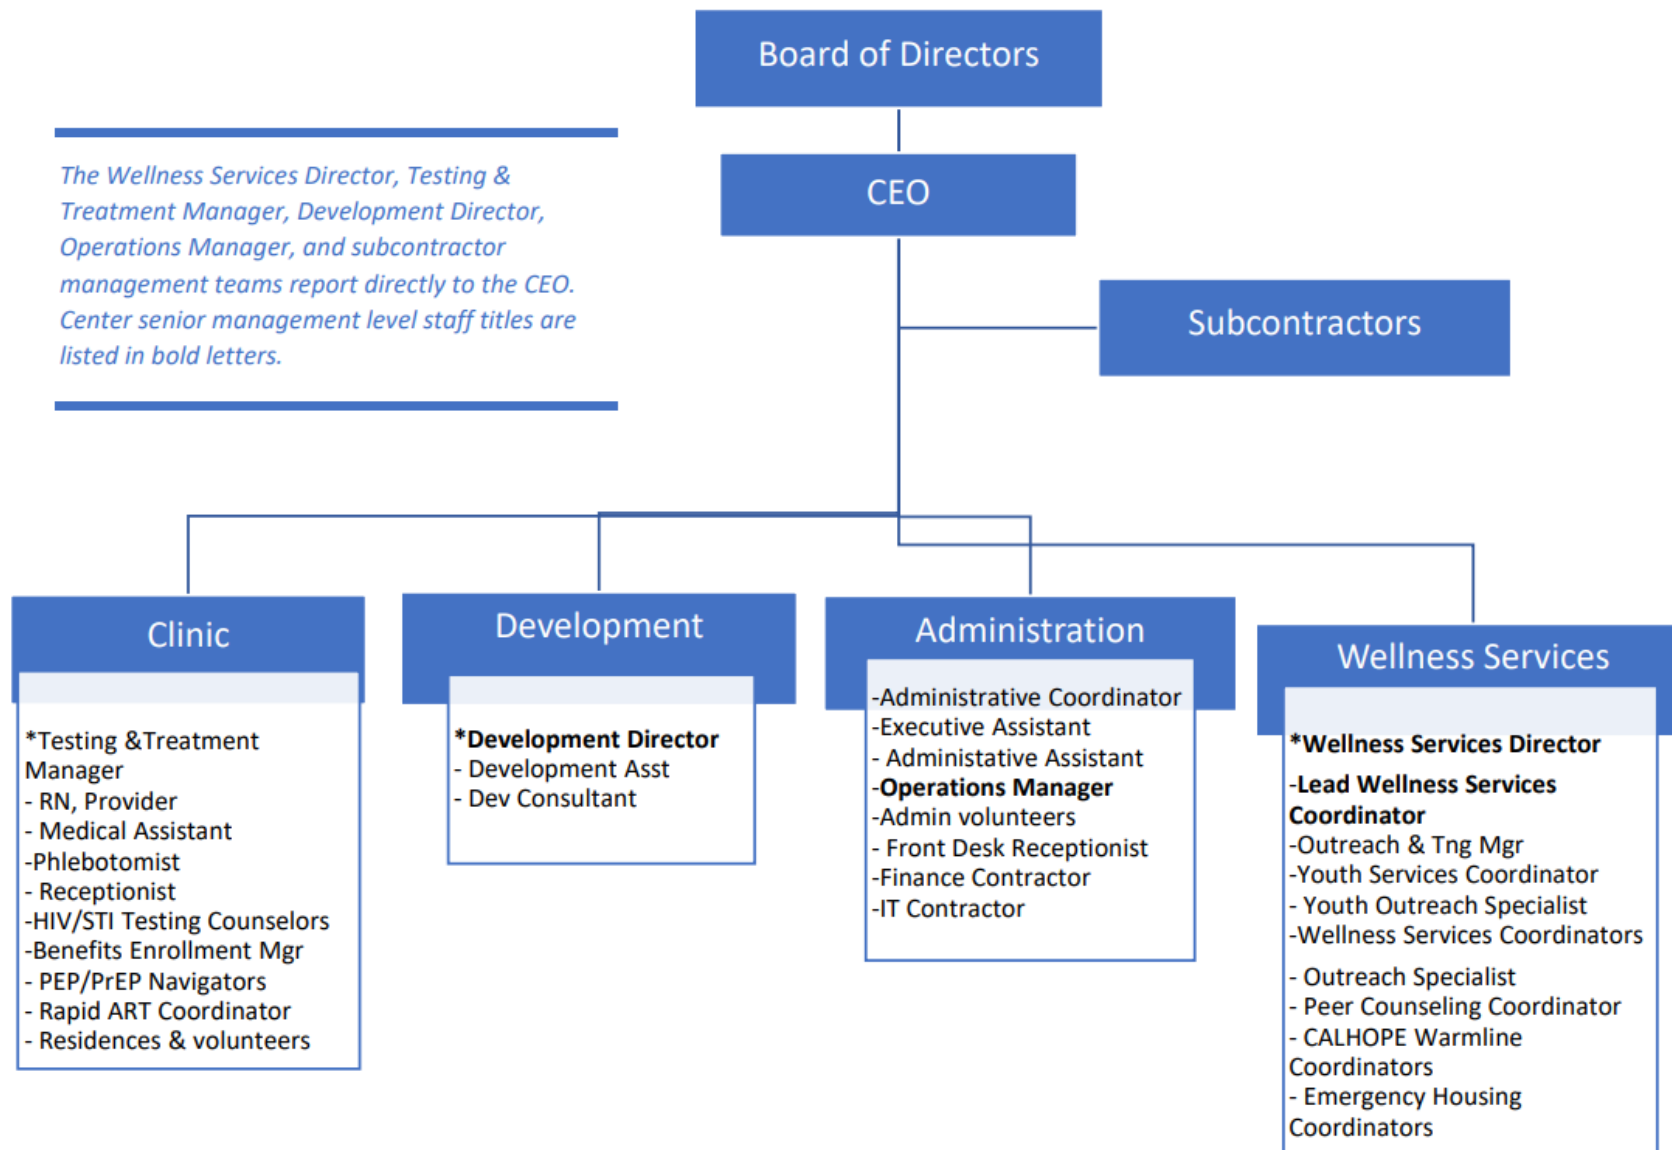 Board of Directors
The Wellness Services Director, Testing &
Treatment Manager, Development Director,
Operations Manager, and subcontractor
management teams report directly to the CEO.
Center senior management level staff titles are
listed in bold letters.
CEO
Subcontractors
Clinic
*Testing &Treatment
Manager
- RN, Provider
- Medical Assistant
-Phlebotomist
- Receptionist
-HIV/STI Testing Counselors
-Benefits Enrollment Mgr
- PEP/PrEP Navigators
- Rapid ART Coordinator
- Residences & volunteers
Development
*Development Director
- Development Asst
- Dev Consultant
Administration
-Administrative Coordinator
-Executive Assistant
- Administative Assistant
-Operations Manager
-Admin volunteers
- Front Desk Receptionist
-Finance Contractor
-IT Contractor
Wellness Services
*Wellness Services Director
-Lead Wellness Services
Coordinator
-Outreach & Tng Mgr
-Youth Services Coordinator
- Youth Outreach Specialist
-Wellness Services Coordinators
- Outreach Specialist
- Peer Counseling Coordinator
- CALHOPE Warmline
Coordinators
- Emergency Housing
Coordinators